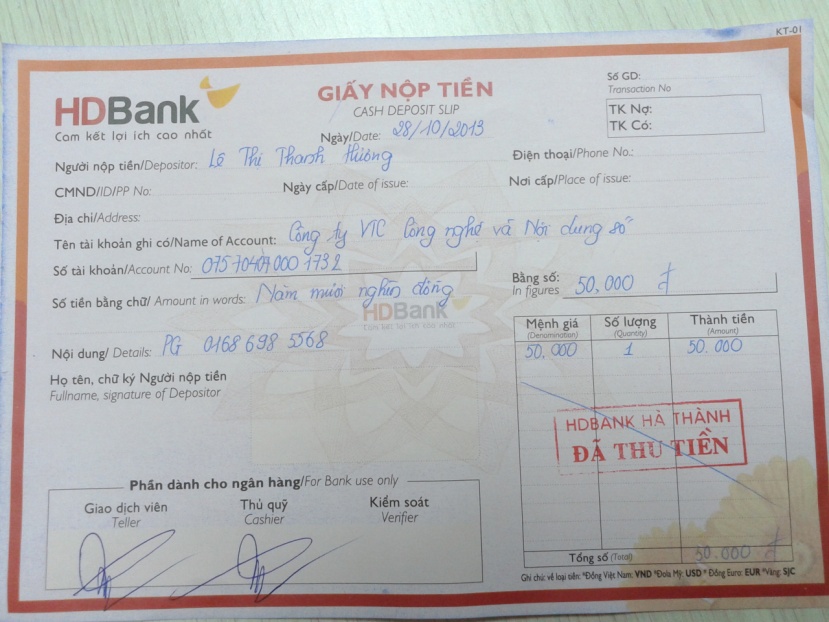 KT-01
HDBank
Cam kết lợi ích cao nhất
GIẤY NỘP TIỀN
CASH DEPOSIT SLIP
Ngày/Date: 28/10/2013
Số GD:
Transaction No
TK Nợ:
TK Có:
Người nộp tiền/Depositor: Lê Thị Thanh Hương
Điện thoại/Phone No.:
CMND/ID/PP No:
Ngày cấp/Date of issue:
Nơi cấp/Place of issue:
Địa chỉ/Address:
Tên tài khoản ghi có/Name of Account: Công ty VTC Công nghệ và Nội dung số
Số tài khoản/Account No:
Bằng số: 50,000 đ
In figures
Số tiền bằng chữ/ Amount in words: Năm mươi nghìn đồng
HDBank
Cam kết lợi ích cao nhất
Nội dung/ Details: PG 0168 698 5568
Mệnh giá Số lượng Thành tiền
(Denomination) (Quantity) (Amount)
50,000 1 50.000
Họ tên, chữ ký Người nộp tiền
Fullname, signature of Depositor
HDBANK HÀ THÀNH
ĐÃ THU TIỀN
Phần dành cho ngân hàng/For Bank use only
Giao dịch viên Thủ quỹ Kiểm soát
Teller Cashier Verifier
Tổng số (Total) 50.000 đ
Ghi chú: về loại tiền: *Đồng Việt Nam: VND *Đola Mỹ: USD * Đồng Euro: EUR *Vàng: SJC